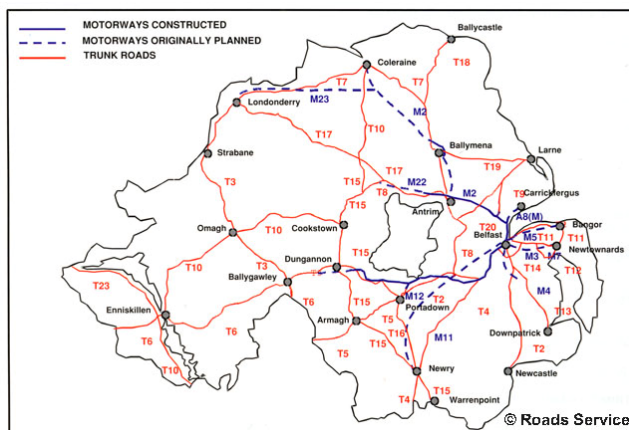 MOTORWAYS CONSTRUCTED
MOTORWAYS ORIGINALLY PLANNED
TRUNK ROADS
Ballycastle
Coleraine
T18
T7
T7
Londonderry
M23
M2
T10
T17
Ballymena
Larne
Strabane
T17
T19
M22
T8
T15
M2
T9
Carrickfergus
T3
T15
Antrim
A8(M)
T20
Bangor
Omagh
T10
Cookstown
Belfast
M5
T11
T11
Newtownards
M3
M7
Dungannon
T15
T14
T12
T10
T3
T8
T23
Ballygawley
M12
T2
T4
M4
Portadown
Enniskillen
T6
T15
T5
T13
Armagh
T16
Downpatrick
T6
T6
M11
T2
T5
T15
T10
Newry
Newcastle
T15
T4
Warrenpoint
© Roads Service